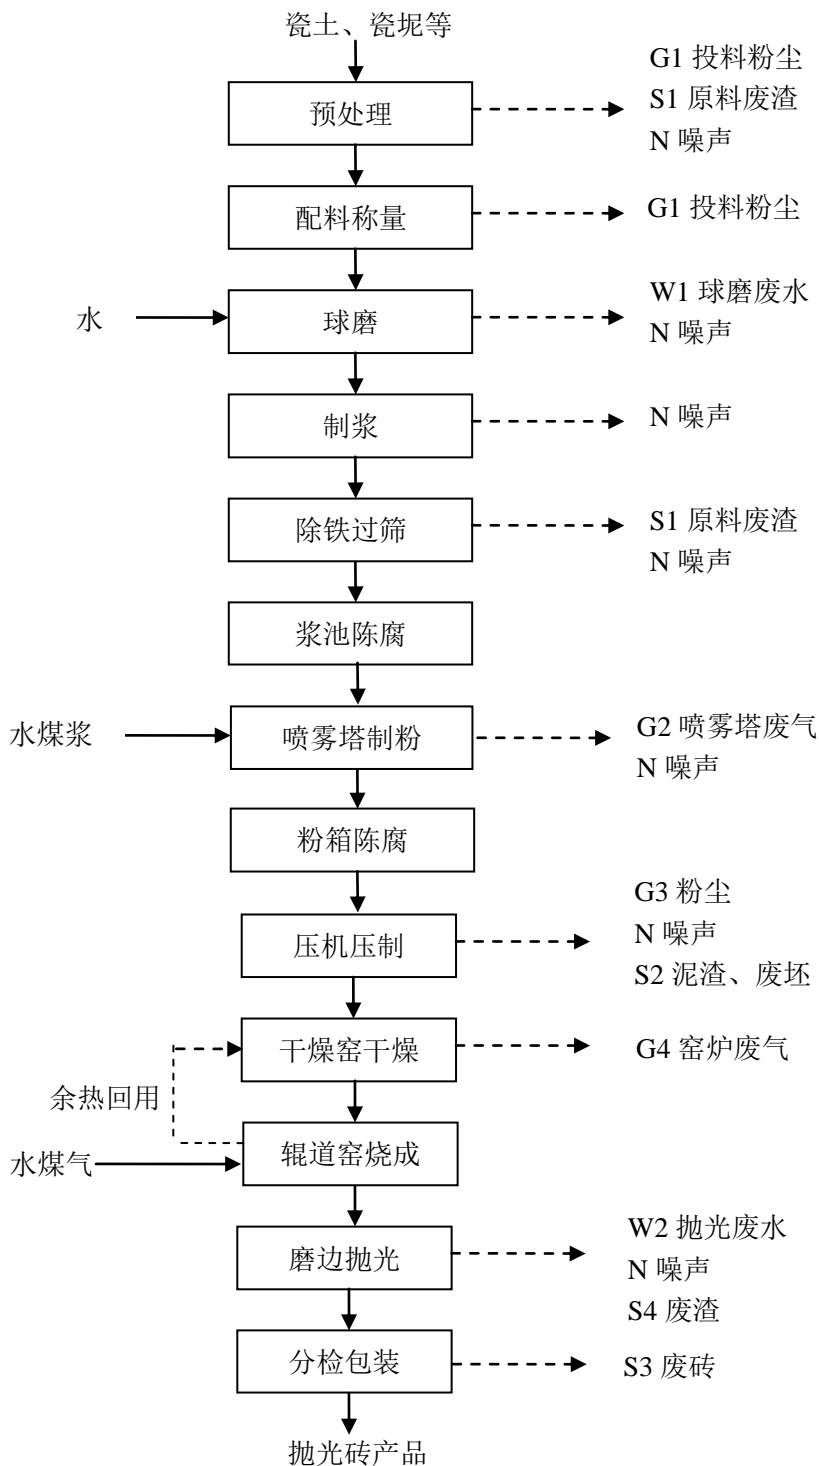 瓷土、瓷坭等
G1 投料粉尘
S1 原料废渣
N 噪声
预处理
配料称量
G1 投料粉尘
水
球磨
W1 球磨废水
N 噪声
制浆
N 噪声
除铁过筛
S1 原料废渣
N 噪声
浆池陈腐
水煤浆
喷雾塔制粉
G2 喷雾塔废气
N 噪声
粉箱陈腐
压机压制
G3 粉尘
N 噪声
S2 泥渣、废坯
干燥窑干燥
G4 窑炉废气
余热回用
辊道窑烧成
水煤气
磨边抛光
W2 抛光废水
N 噪声
S4 废渣
分检包装
S3 废砖
抛光砖产品